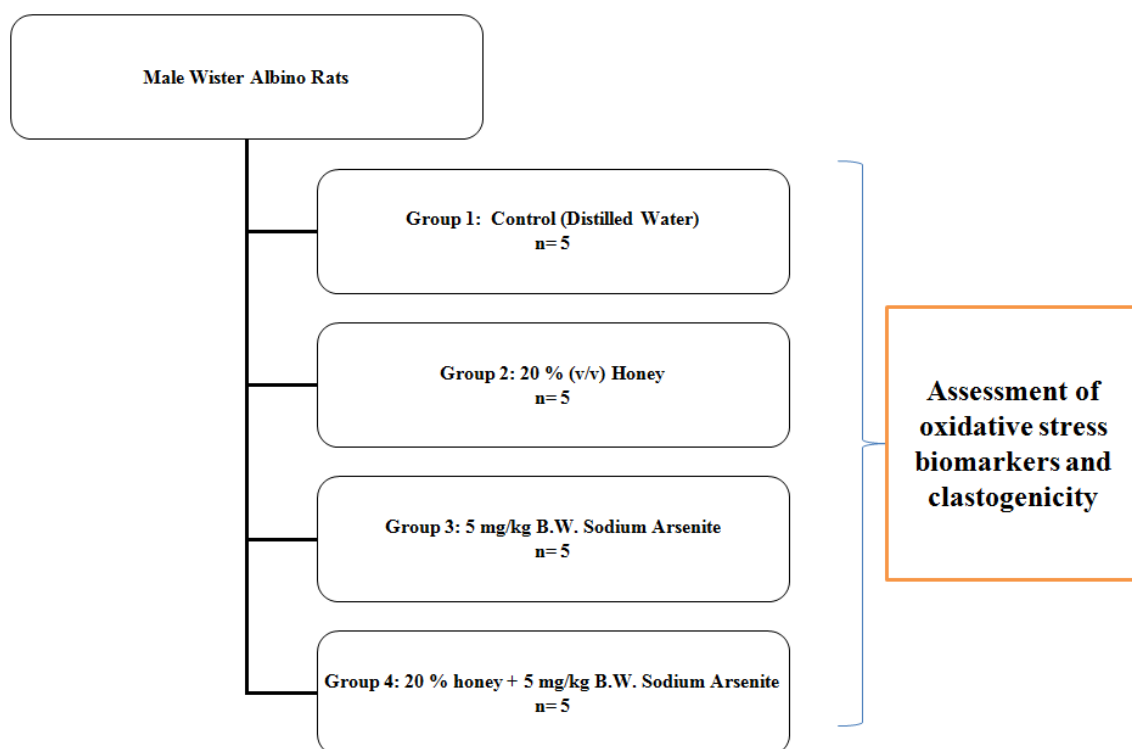 Male Wister Albino Rats
Group 1: Control (Distilled Water)
n= 5
Group 2: 20 % (v/v) Honey
n= 5
Group 3: 5 mg/kg B.W. Sodium Arsenite
n= 5
Group 4: 20 % honey + 5 mg/kg B.W. Sodium Arsenite
n= 5
Assessment of
oxidative stress
biomarkers and
clastogenicity